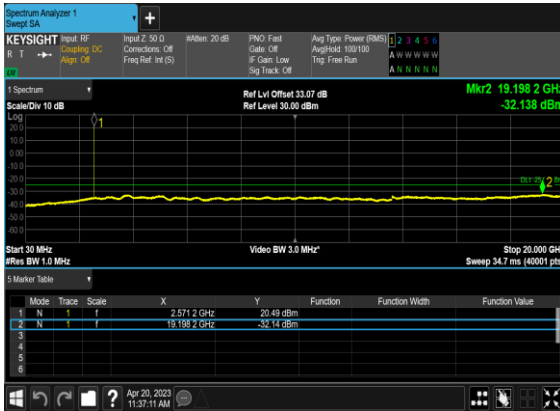 Spectrum Analyzer 1
Swept SA
+
KEYSIGHT Input: RF Input Z: 50 Ω #Atten: 20 dB PNO: Fast Avg Type: Power (RMS) 1 2 3 4 5 6
R T Coupling: DC Corrections: Off Gate: Off Avg|Hold: 100/100 A W W W W W
Align: Off Freq Ref: Int (S) IF Gain: Low Trig: Free Run
Sig Track: Off A N N N N N
1 Spectrum Ref Lvl Offset 33.07 dB Mkr2 19.198 2 GHz
Scale/Div 10 dB Ref Level 30.00 dBm -32.138 dBm
Log
20.0
10.0
0.00
-10.0
-20.0
-30.0
-40.0
-50.0
-60.0
1
2
Start 30 MHz Video BW 3.0 MHz* Stop 20.000 GHz
#Res BW 1.0 MHz Sweep 34.7 ms (40001 pts)
5 Marker Table
Mode Trace Scale X Y Function Function Width Function Value
1 N 1 f 2.571 2 GHz 20.49 dBm
2 N 1 f 19.198 2 GHz -32.14 dBm
3
4
5
6
? Apr 20, 2023
11:37:11 AM